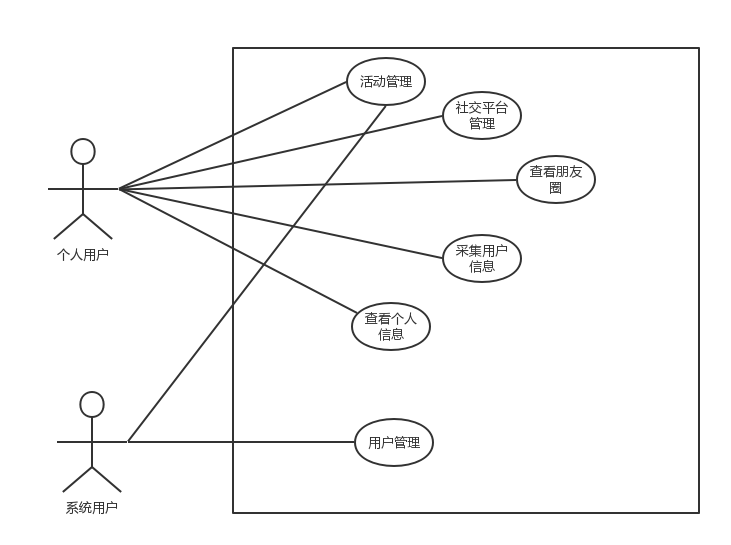 活动管理
社交平台
管理
查看朋友
圈
个人用户
采集用户
信息
查看个人
信息
用户管理
系统用户